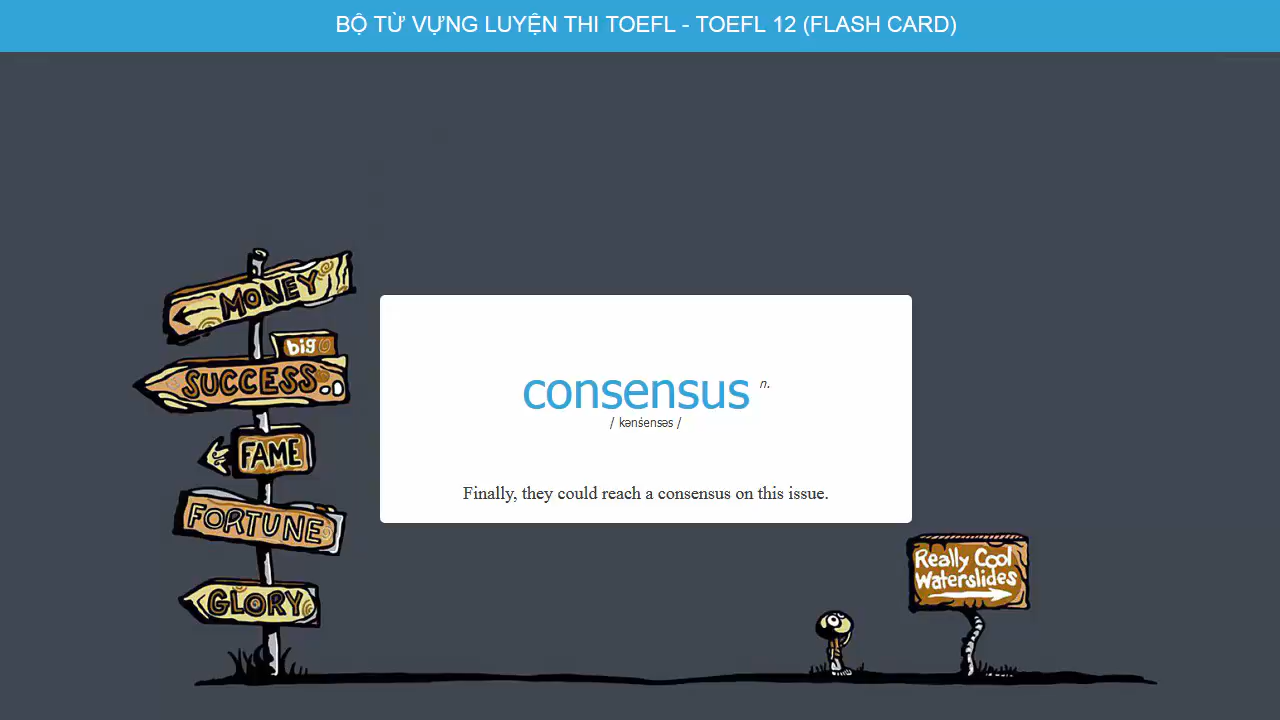 BỘ TỪ VỰNG LUYỆN THI TOEFL - TOEFL 12 (FLASH CARD)
MONEY
big
SUCCESS
FAME
FORTUNE
GLORY
consensus n.
/ kənśensəs /
Finally, they could reach a consensus on this issue.
Really Cool
Waterslides